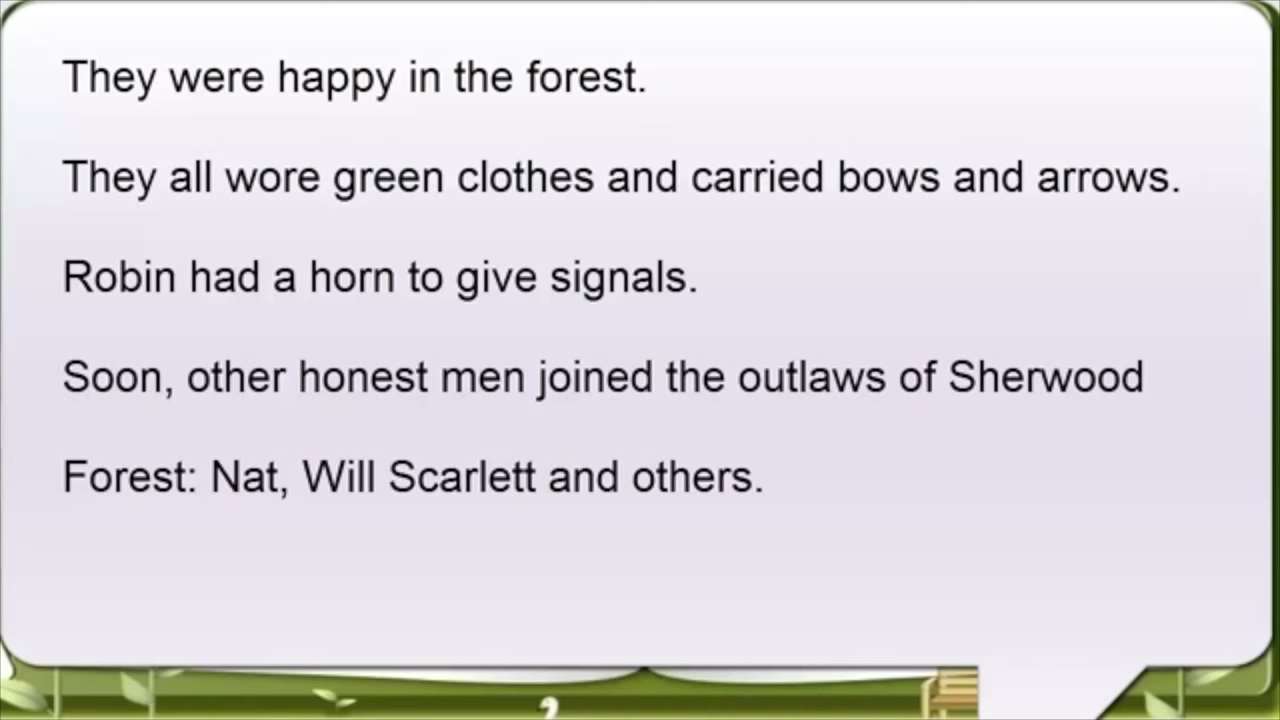 They were happy in the forest.
They all wore green clothes and carried bows and arrows.
Robin had a horn to give signals.
Soon, other honest men joined the outlaws of Sherwood
Forest: Nat, Will Scarlett and others.